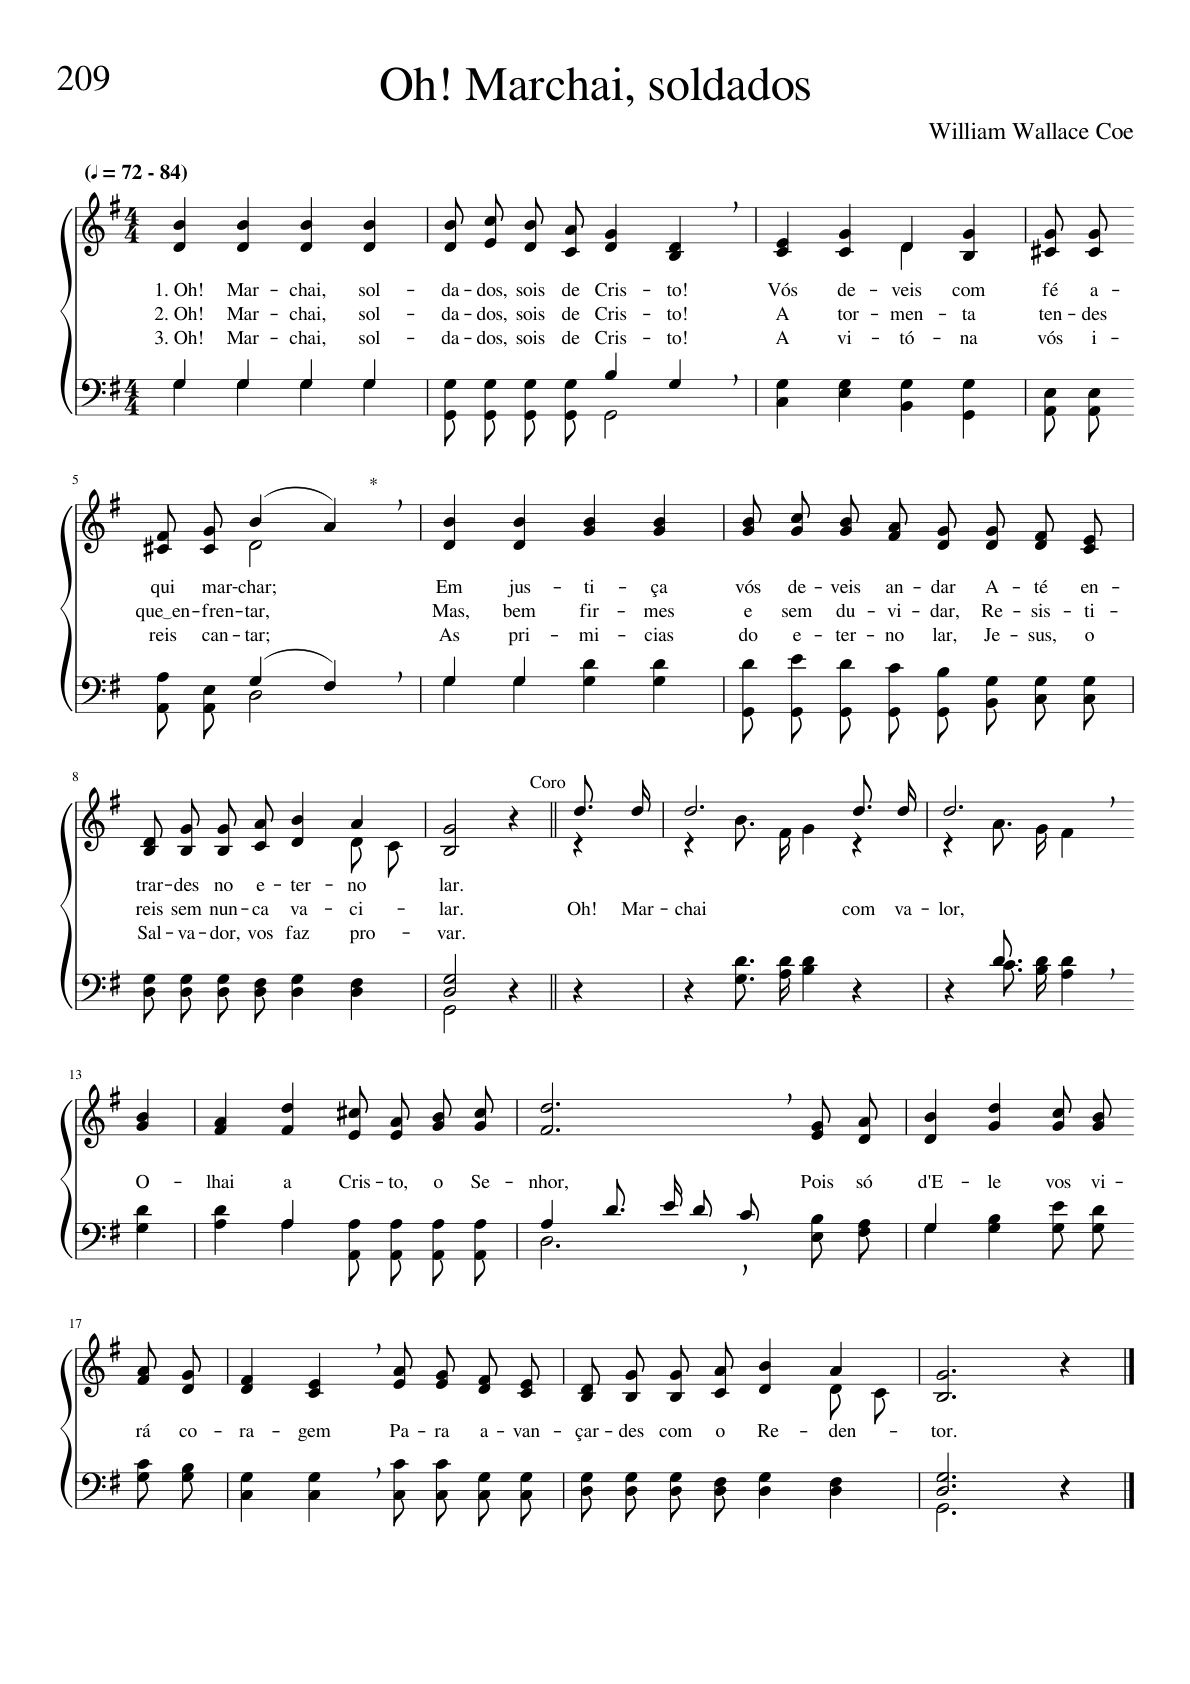 209
Oh! Marchai, soldados
William Wallace Coe
(♩ = 72 - 84)
1. Oh! Mar – chai, sol – da – dos, sois de Cris – to! Vós de – veis com fé a –
2. Oh! Mar – chai, sol – da – dos, sois de Cris – to! A tor – men – ta ten – des
3. Oh! Mar – chai, sol – da – dos, sois de Cris – to! A vi – tó – na vós i –
5
*
qui mar – char; Em jus – ti – ça vós de – veis an – dar A – té en –
que‿en – fren – tar, Mas, bem fir – mes e sem du – vi – dar, Re – sis – ti –
reis can – tar; As pri – mi – cias do e – ter – no lar, Je – sus, o
8
Coro
trar – des no e – ter – no lar.
reis sem nun – ca va – ci – lar. Oh! Mar – chai com va – lor,
Sal – va – dor, vos faz pro – var.
13
O – lhai a Cris – to, o Se – nhor, Pois só d'E – le vos vi –
17
rá co – ra – gem Pa – ra a – van – çar – des com o Re – den – tor.